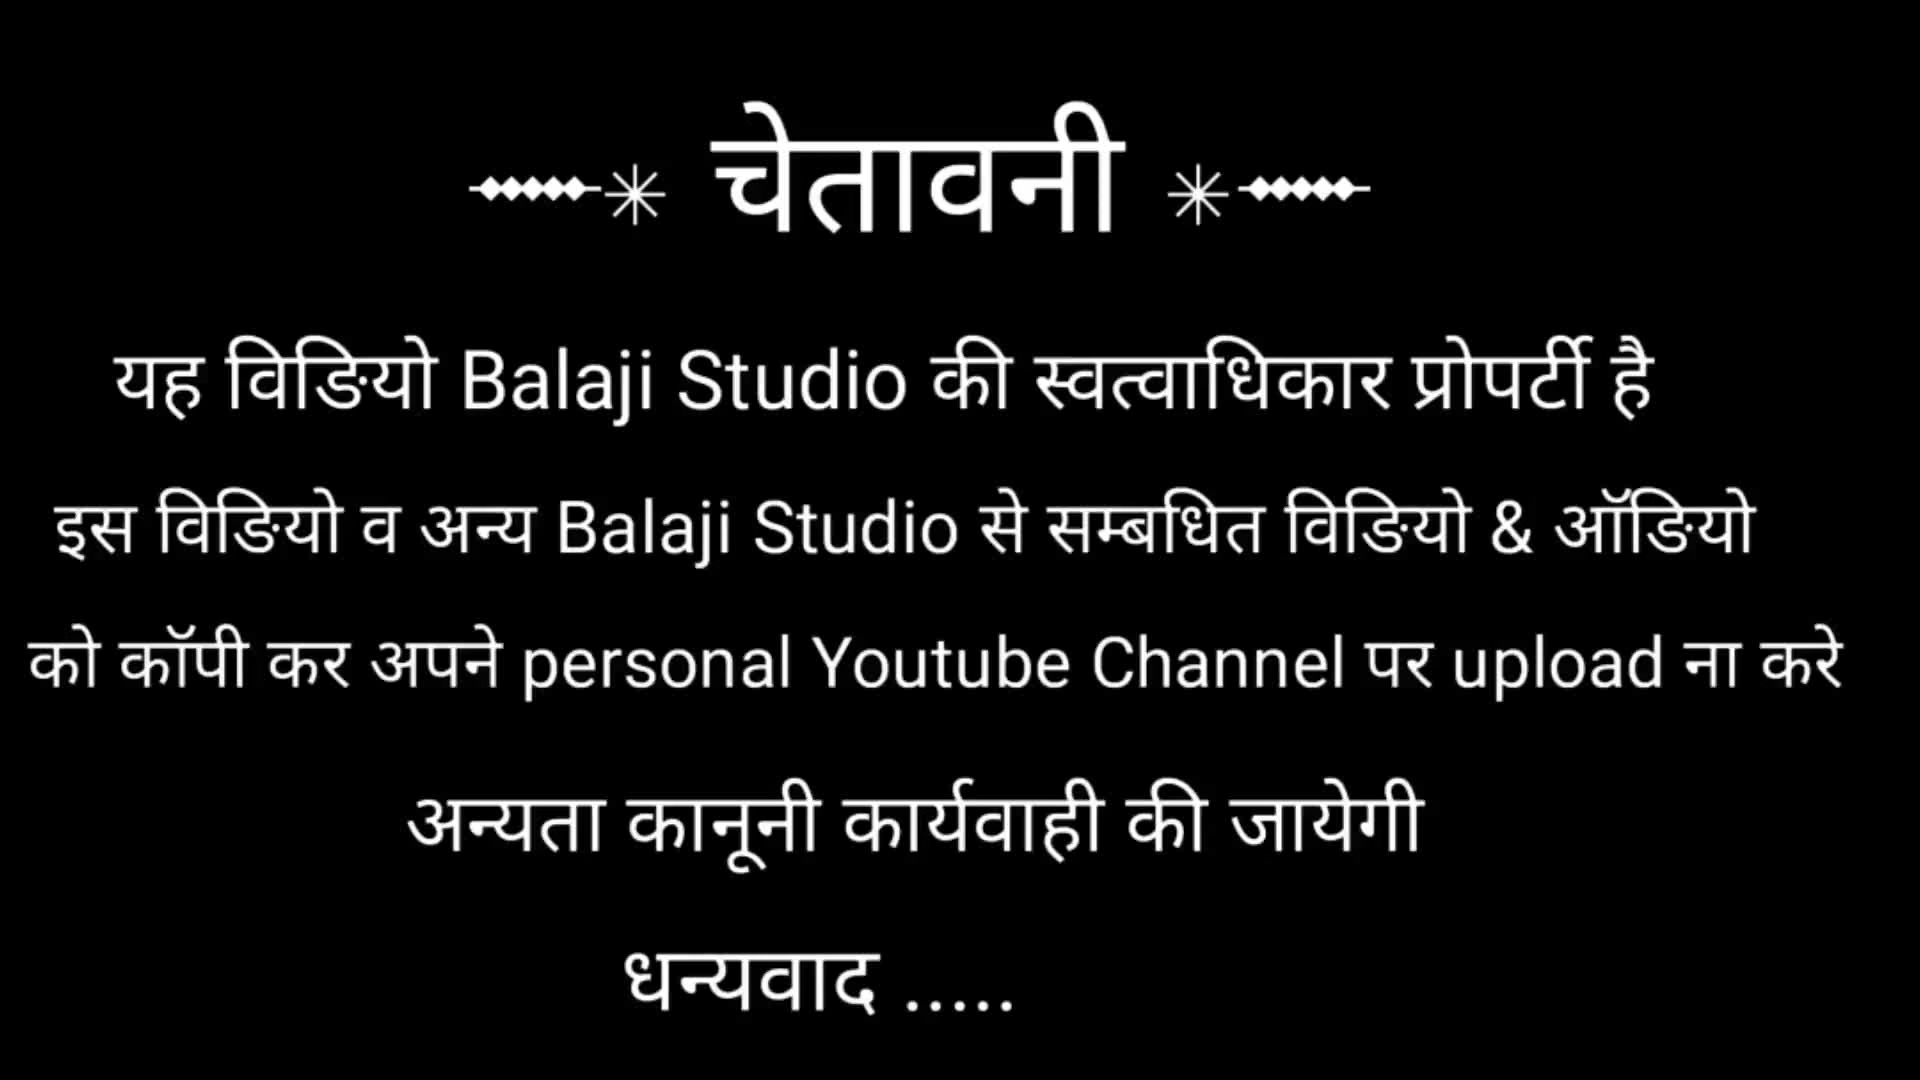 चेतावनी
यह विङियो Balaji Studio की स्वत्वाधिकार प्रोपर्टी है
इस विङियो व अन्य Balaji Studio से सम्बधित विङियो & ऑङियो
को कॉपी कर अपने personal Youtube Channel पर upload ना करे
अन्यता कानूनी कार्यवाही की जायेगी
धन्यवाद .....